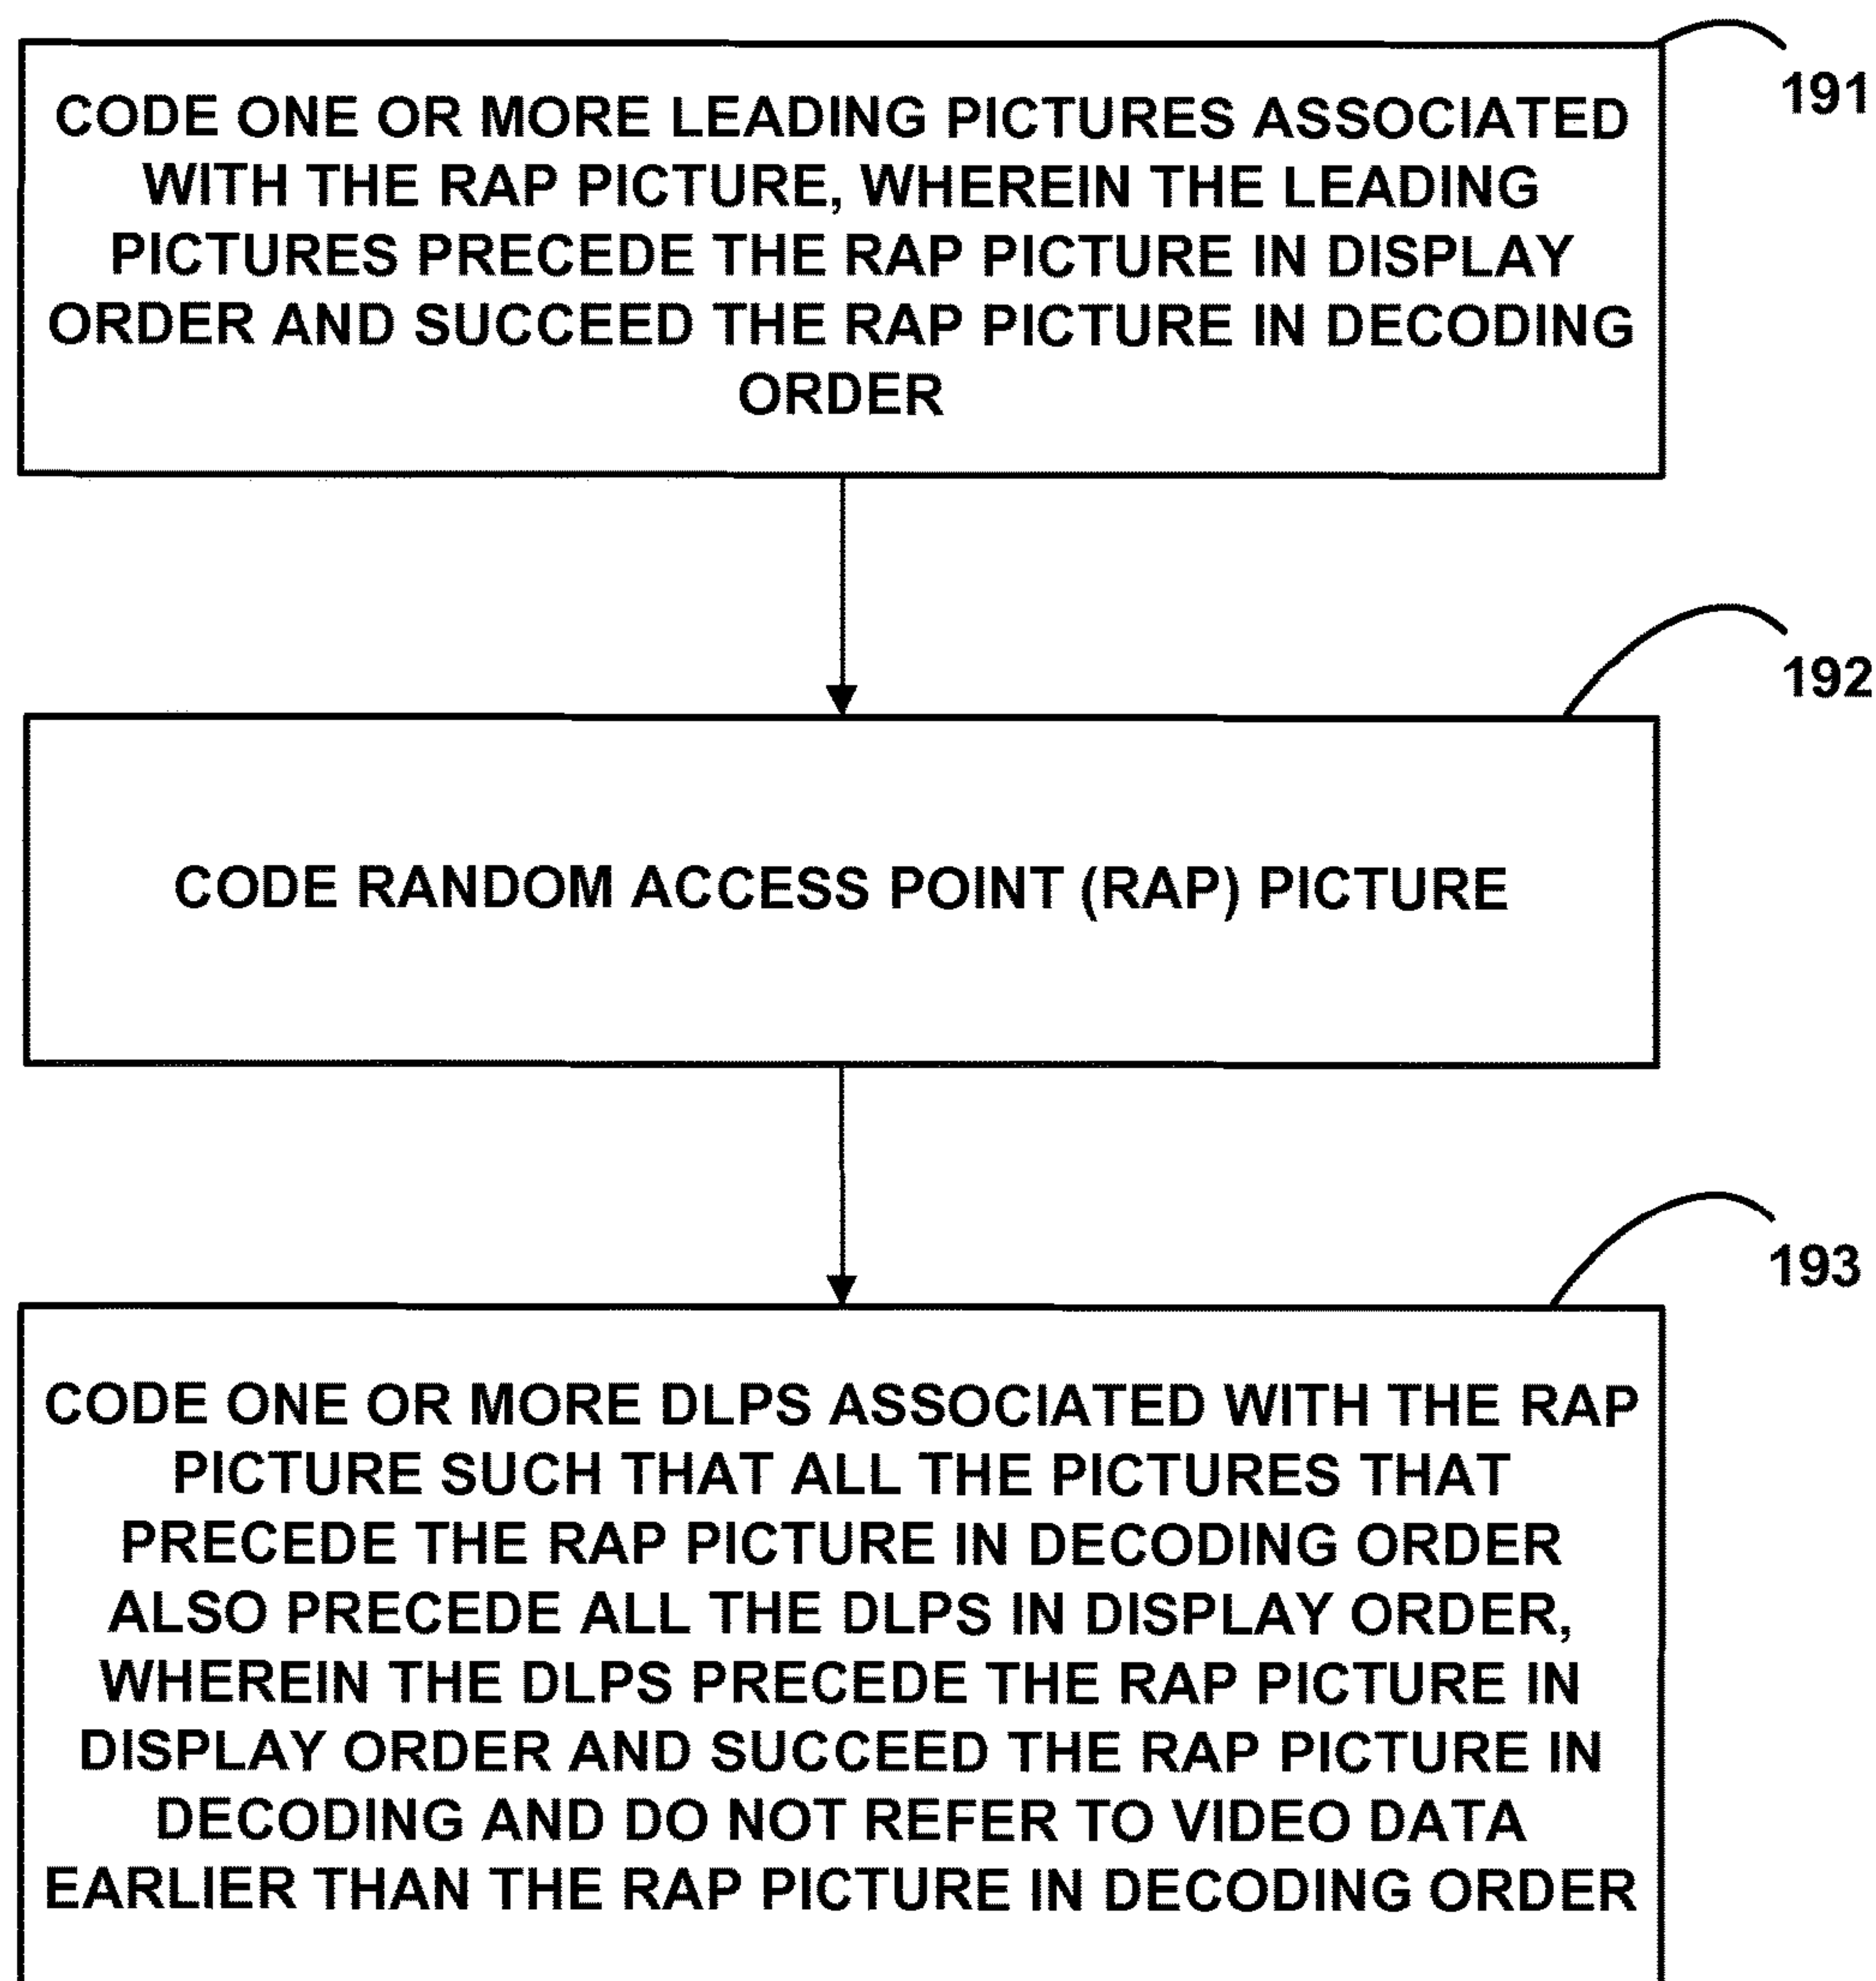 CODE ONE OR MORE LEADING PICTURES ASSOCIATED
WITH THE RAP PICTURE, WHEREIN THE LEADING
PICTURES PRECEDE THE RAP PICTURE IN DISPLAY
ORDER AND SUCCEED THE RAP PICTURE IN DECODING
ORDER
191
192
CODE RANDOM ACCESS POINT (RAP) PICTURE
193
CODE ONE OR MORE DLPS ASSOCIATED WITH THE RAP
PICTURE SUCH THAT ALL THE PICTURES THAT
PRECEDE THE RAP PICTURE IN DECODING ORDER
ALSO PRECEDE ALL THE DLPS IN DISPLAY ORDER,
WHEREIN THE DLPS PRECEDE THE RAP PICTURE IN
DISPLAY ORDER AND SUCCEED THE RAP PICTURE IN
DECODING AND DO NOT REFER TO VIDEO DATA
EARLIER THAN THE RAP PICTURE IN DECODING ORDER